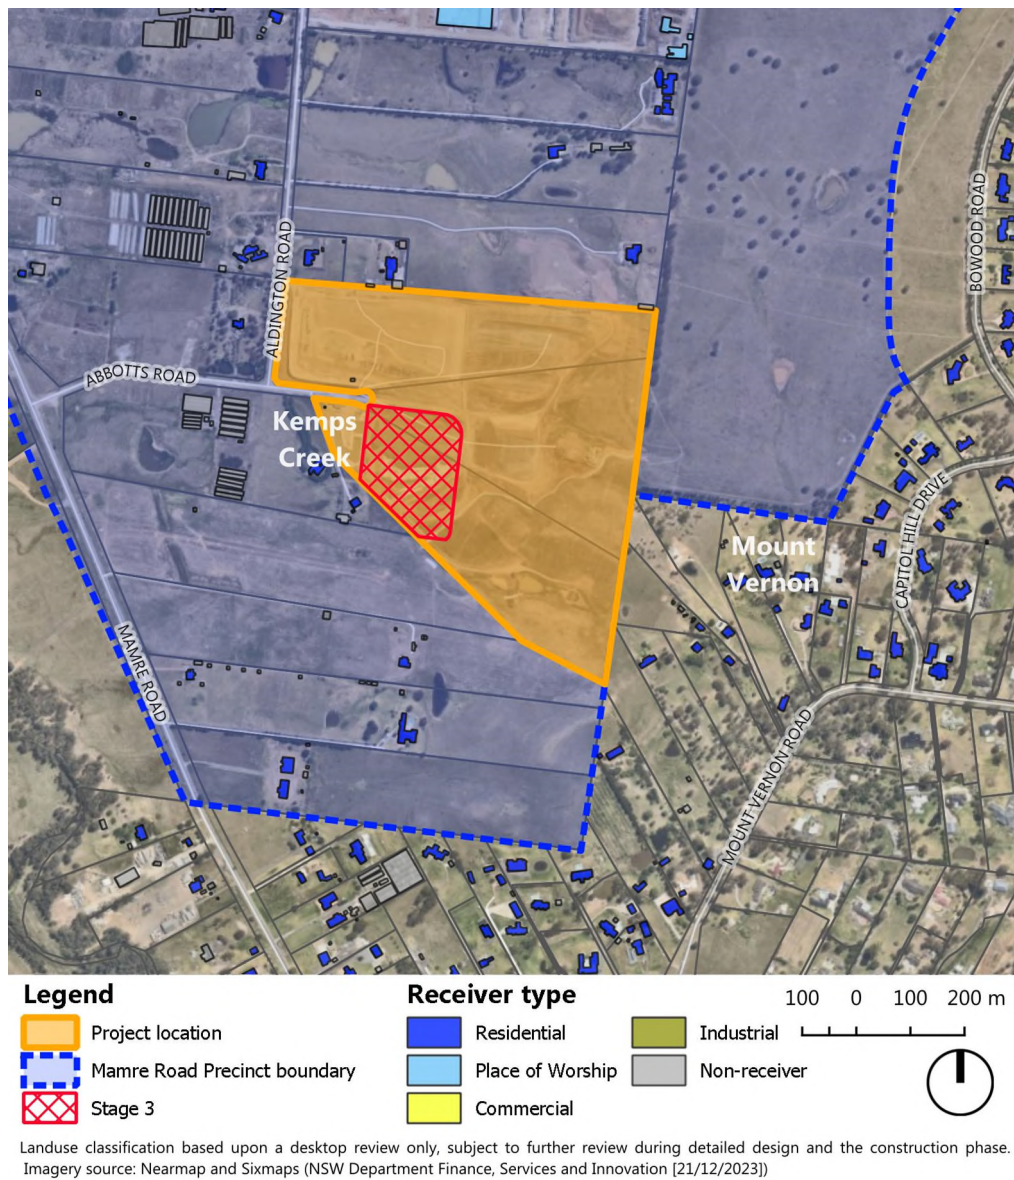 ALDINGTON ROAD
BOWOOD ROAD
ABBOTTS ROAD
Kemps
Creek
CAPITOL HILL DRIVE
Mount
Vernon
MAMRE ROAD
MOUNT VERNON ROAD
Legend
Project location
Mamre Road Precinct boundary
Stage 3
Receiver type
Residential
Place of Worship
Commercial
Industrial
Non-receiver
100 0 100 200 m
Landuse classification based upon a desktop review only, subject to further review during detailed design and the construction phase.
Imagery source: Nearmap and Sixmaps (NSW Department Finance, Services and Innovation [21/12/2023])